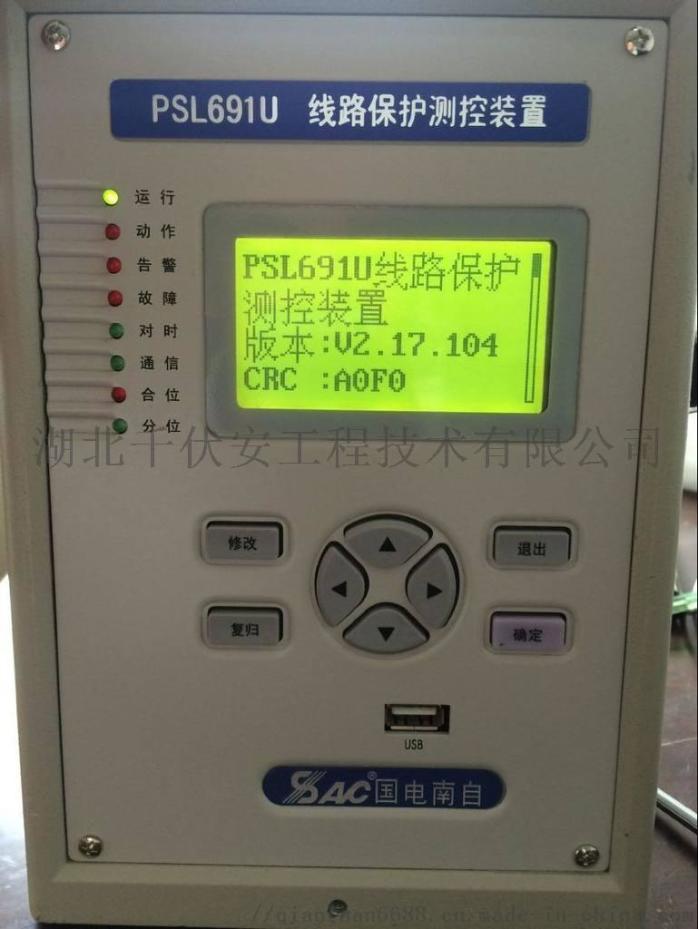 PSL691U 线路保护测控装置
运行
动作
告警
故障
对时
通信
合位
分位
PSL691U线路保护
测控装置
版本:V2.17.104
CRC :A0F0
湖北千伏安工程技术有限公司
修改
退出
复归
确定
USB
SAC®国电南自